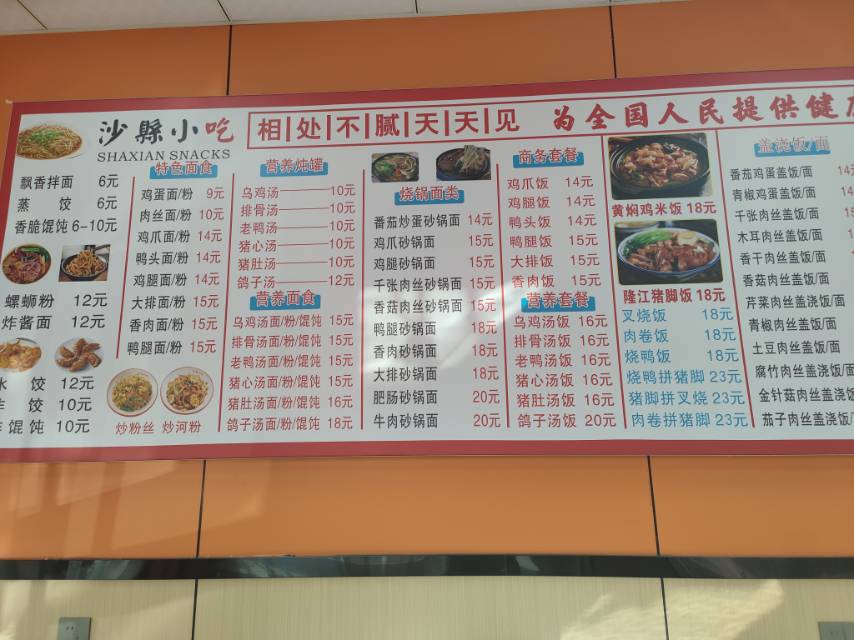 沙縣小吃
SHAXIAN SNACKS
相处不腻天天见
为全国人民提供健
飘香拌面 6元
蒸饺 6元
香脆馄饨 6-10元
螺蛳粉 12元
炸酱面 12元
饺 12元
饺 10元
馄饨 10元
特色面食
鸡蛋面/粉 9元
肉丝面/粉 10元
鸡爪面/粉 14元
鸭头面/粉 14元
鸡腿面/粉 14元
大排面/粉 15元
香肉面/粉 15元
鸭腿面/粉 15元
炒粉丝 炒河粉
营养炖罐
乌鸡汤 10元
排骨汤 10元
老鸭汤 10元
猪心汤 10元
猪肚汤 10元
鸽子汤 12元
营养面食
乌鸡汤面/粉/馄饨 15元
排骨汤面/粉/馄饨 15元
老鸭汤面/粉/馄饨 15元
猪心汤面/粉/馄饨 15元
猪肚汤面/粉/馄饨 16元
鸽子汤面/粉/馄饨 18元
烧锅面类
番茄炒蛋砂锅面 14元
鸡爪砂锅面 15元
鸡腿砂锅面 15元
千张肉丝砂锅面 15元
香菇肉丝砂锅面 15元
鸭腿砂锅面 18元
香肉砂锅面 18元
大排砂锅面 18元
肥肠砂锅面 20元
牛肉砂锅面 20元
商务套餐
鸡爪饭 14元
鸡腿饭 14元
鸭头饭 14元
鸭腿饭 15元
大排饭 15元
香肉饭 15元
营养套餐
乌鸡汤饭 16元
排骨汤饭 16元
老鸭汤饭 16元
猪心汤饭 16元
猪肚汤饭 16元
鸽子汤饭 20元
黄焖鸡米饭 18元
隆江猪脚饭 18元
叉烧饭 18元
肉卷饭 18元
烧鸭饭 18元
烧鸭拼猪脚 23元
猪脚拼叉烧 23元
肉卷拼猪脚 23元
盖浇饭/面
番茄鸡蛋盖饭/面
青椒鸡蛋盖饭/面
千张肉丝盖饭/面
木耳肉丝盖饭/面
香干肉丝盖饭/面
香菇肉丝盖饭/面
芹菜肉丝盖浇饭/面
青椒肉丝盖饭/面
土豆肉丝盖饭/面
腐竹肉丝盖饭/面
金针菇肉丝盖浇饭/面
茄子肉丝盖浇饭/面